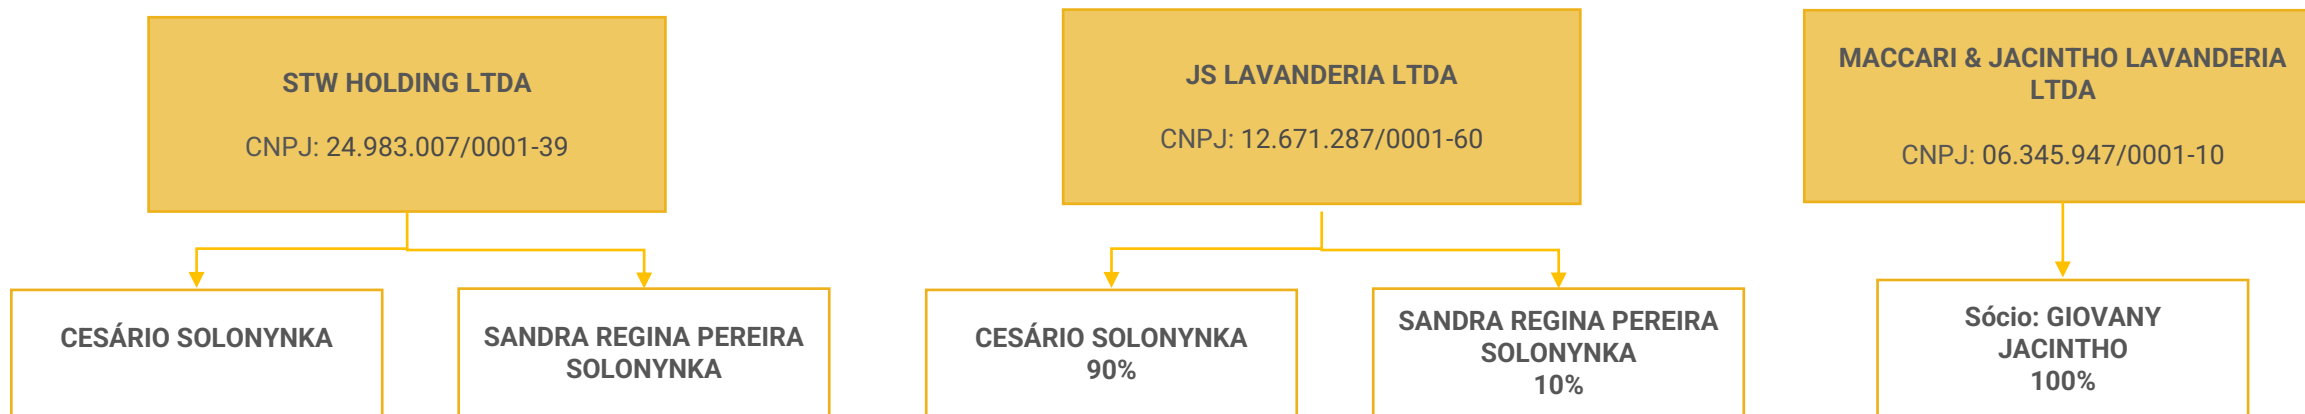 STW HOLDING LTDA
CNPJ: 24.983.007/0001-39
CESÁRIO SOLONYNKA
SANDRA REGINA PEREIRA
SOLONYNKA
JS LAVANDERIA LTDA
CNPJ: 12.671.287/0001-60
CESÁRIO SOLONYNKA
90%
SANDRA REGINA PEREIRA
SOLONYNKA
10%
MACCARI & JACINTHO LAVANDERIA
LTDA
CNPJ: 06.345.947/0001-10
Sócio: GIOVANY
JACINTHO
100%